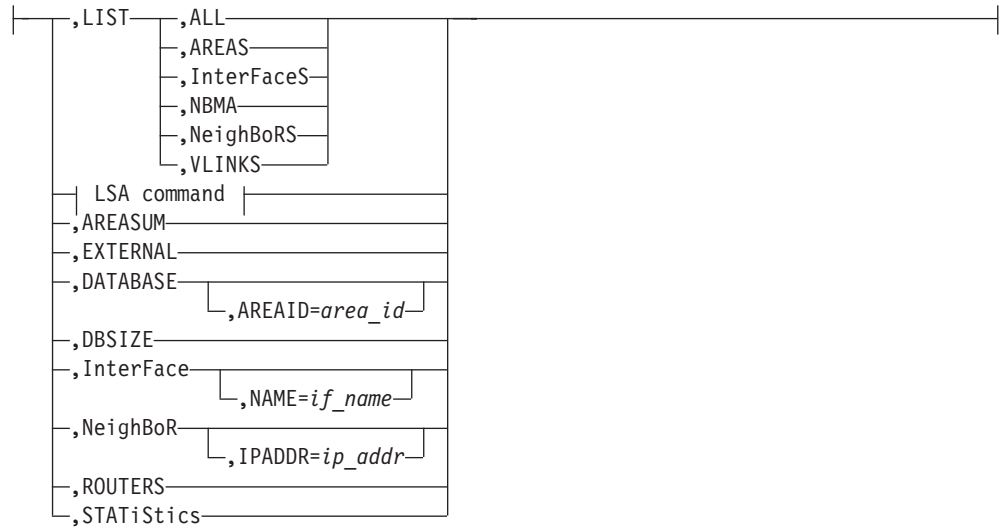 ,LIST ,ALL
,AREAS
,InterFaceS
,NBMA
,NeighBoRS
,VLINKS
LSA command
,AREASUM
,EXTERNAL
,DATABASE
,AREAID=area_id
,DBSIZE
,InterFace
,NAME=if_name
,NeighBoR
,IPADDR=ip_addr
,ROUTERS
,STATiStics